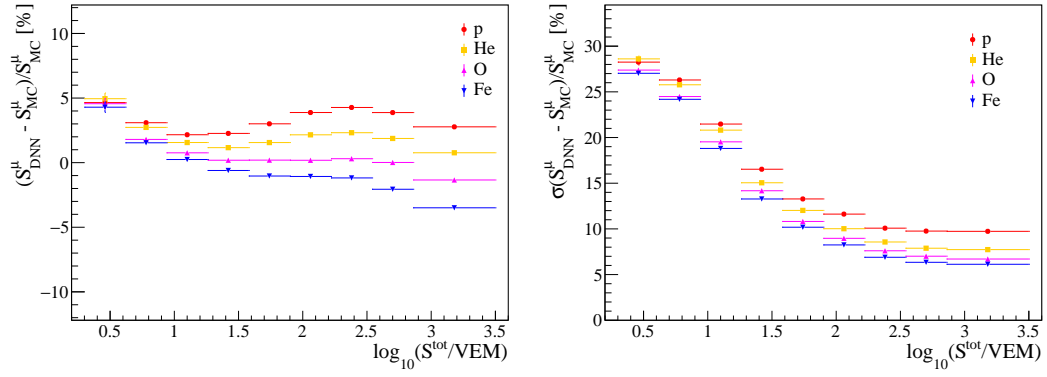 (S^μ_DNN - S^μ_MC)/S^μ_MC [%]
10
5
0
−5
−10
p
He
O
Fe
0.5 1 1.5 2 2.5 3 3.5
log_10(S^tot/VEM)
σ(S^μ_DNN - S^μ_MC)/S^μ_MC [%]
30
25
20
15
10
5
0
p
He
O
Fe
0.5 1 1.5 2 2.5 3 3.5
log_10(S^tot/VEM)